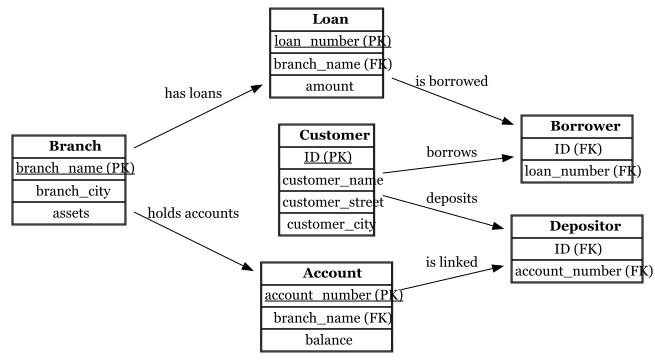 Loan
loan_number (PK)
branch_name (FK)
amount
has loans
is borrowed
Branch
branch_name (PK)
branch_city
assets
Customer
ID (PK)
customer_name
customer_street
customer_city
borrows
deposits
Borrower
ID (FK)
loan_number (FK)
holds accounts
Account
account_number (PK)
branch_name (FK)
balance
is linked
Depositor
ID (FK)
account_number (FK)